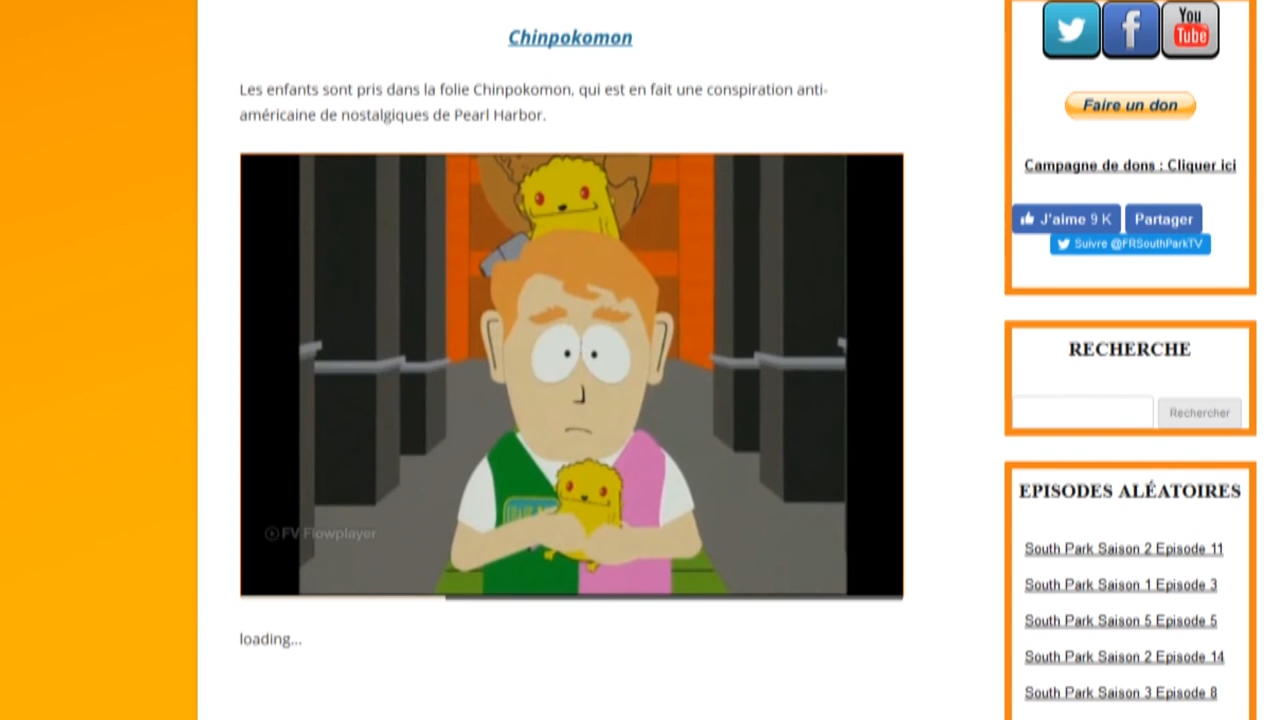 Chinpokomon
Les enfants sont pris dans la folie Chinpokomon, qui est en fait une conspiration anti-
américaine de nostalgiques de Pearl Harbor.
FV Flowplayer
loading...
You
Tube
Faire un don
Campagne de dons : Cliquer ici
J'aime 9 K
Partager
Suivre @FRSouthParkTV
RECHERCHE
Rechercher
EPISODES ALÉATOIRES
South Park Saison 2 Episode 11
South Park Saison 1 Episode 3
South Park Saison 5 Episode 5
South Park Saison 2 Episode 14
South Park Saison 3 Episode 8